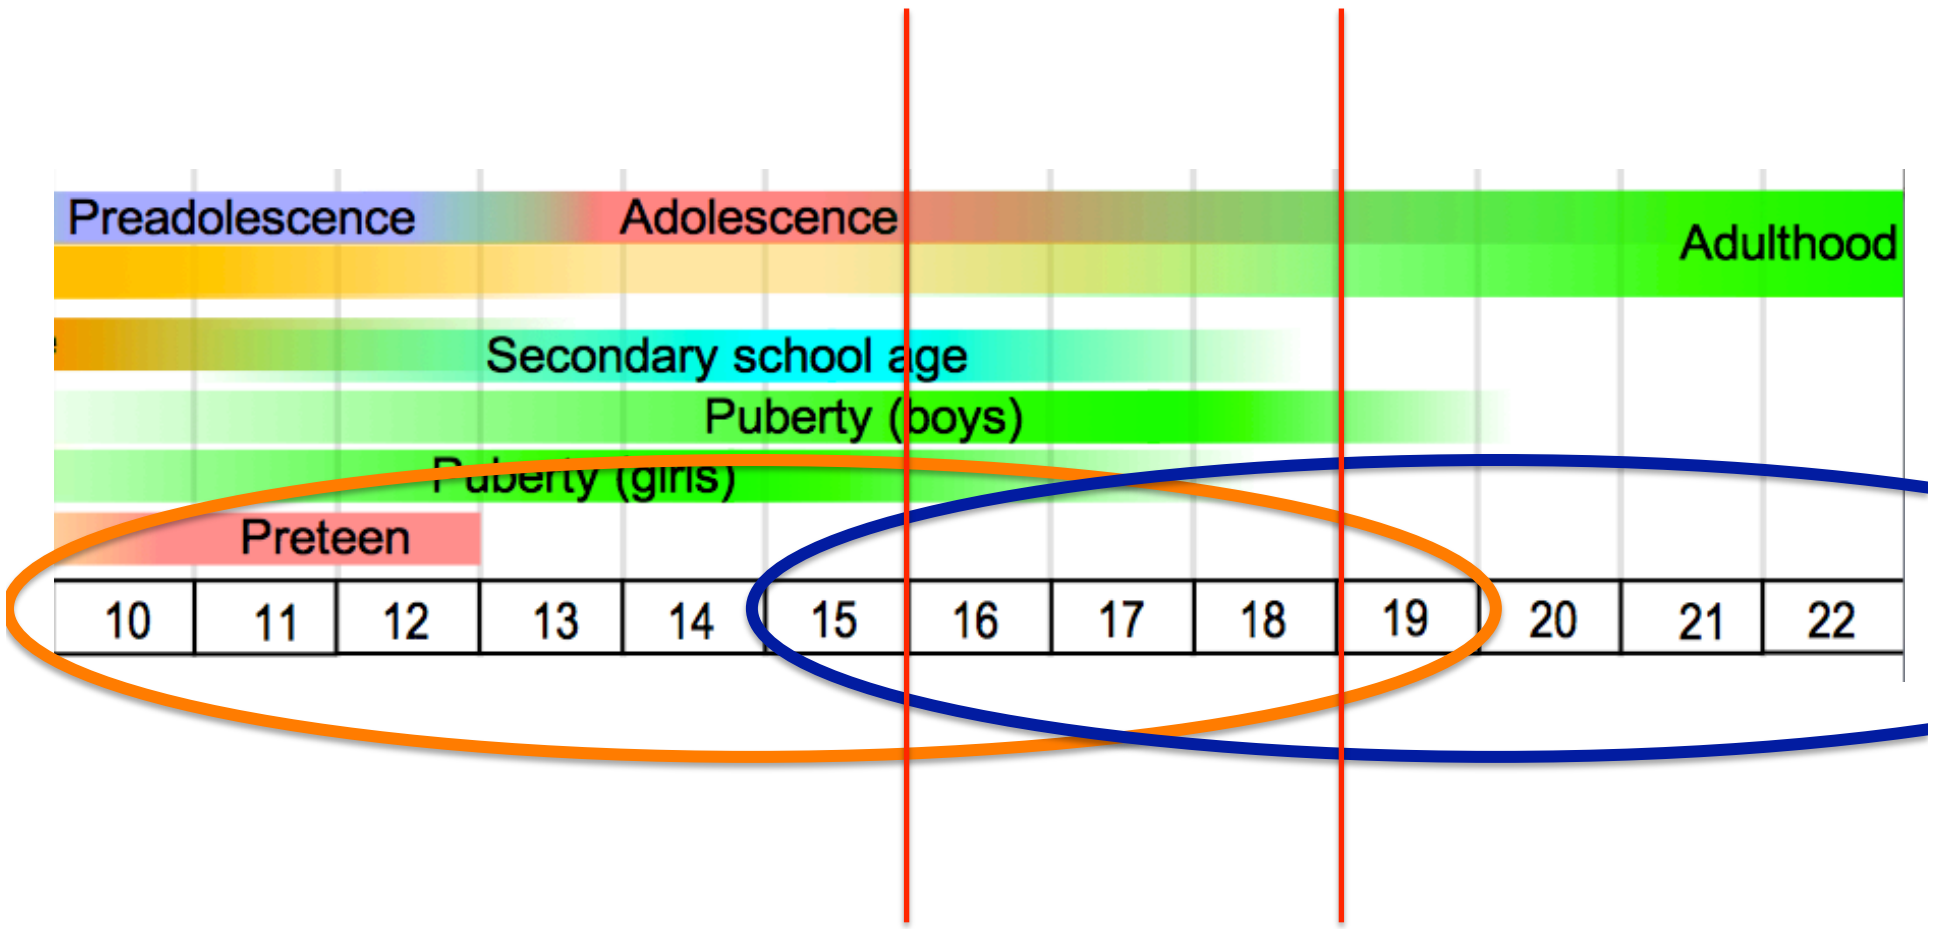 Preadolescence Adolescence
Adulthood
Secondary school age
Puberty (boys)
Puberty (girls)
Preteen
10 11 12 13 14 15 16 17 18 19 20 21 22